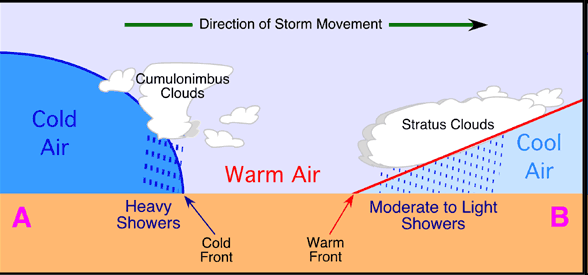 Direction of Storm Movement
Cumulonimbus
Clouds
Stratus Clouds
Cold
Air
Cool
Air
Warm Air
A
Heavy
Showers
Cold
Front
Warm
Front
Moderate to Light
Showers
B